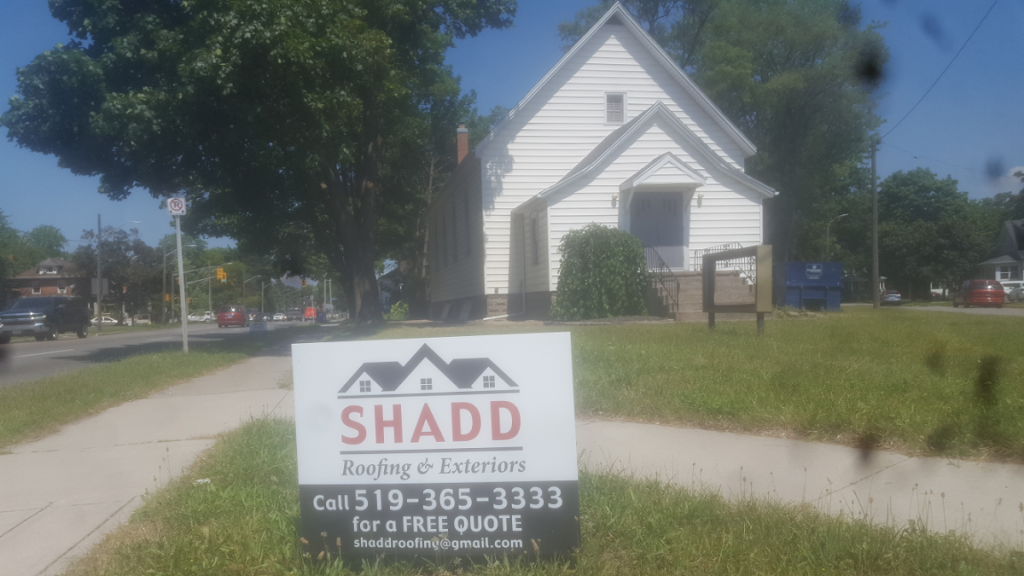 SHADD
Roofing & Exteriors
Call 519-365-3333
for a FREE QUOTE
shaddroofing@gmail.com